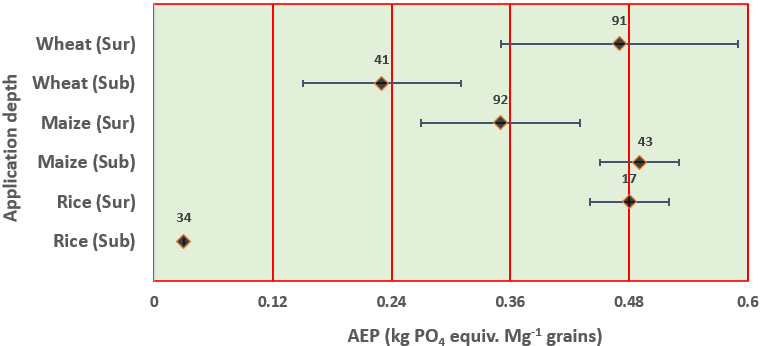 91
Wheat (Sur)
41
Wheat (Sub)
92
Maize (Sur)
43
Maize (Sub)
17
Rice (Sur)
34
Rice (Sub)
Application depth
0 0.12 0.24 0.36 0.48 0.6
AEP (kg PO₄ equiv. Mg⁻¹ grains)